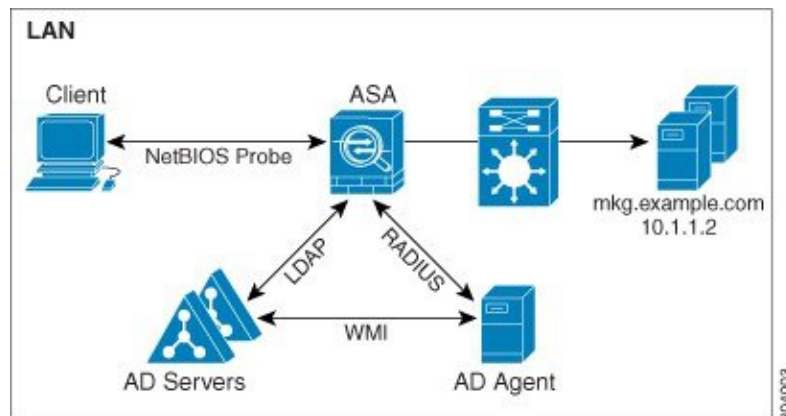 LAN
Client
ASA
NetBIOS Probe
mkg.example.com
10.1.1.2
LDAP
RADIUS
WMI
AD Servers
AD Agent